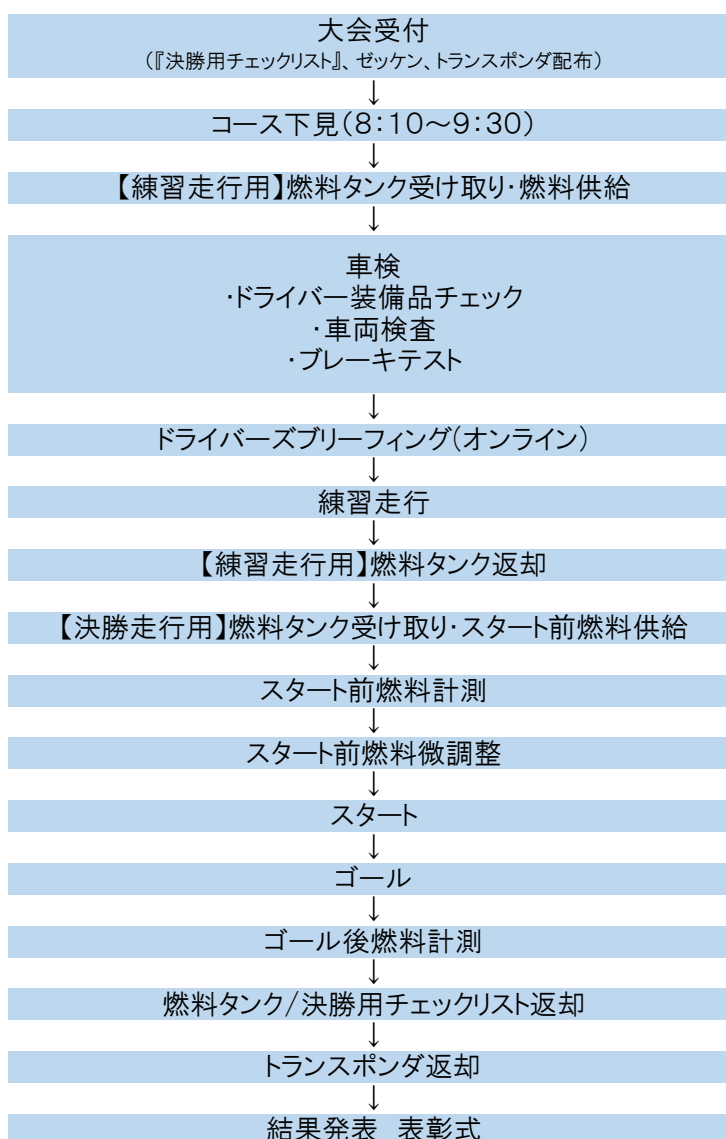 大会受付
(『決勝用チェックリスト』、ゼッケン、トランスポンダ配布)
↓
コース下見(8:10～9:30)
↓
【練習走行用】燃料タンク受け取り・燃料供給
↓
車検
・ドライバー装備品チェック
・車両検査
・ブレーキテスト
↓
ドライバーズブリーフィング(オンライン)
↓
練習走行
↓
【練習走行用】燃料タンク返却
↓
【決勝走行用】燃料タンク受け取り・スタート前燃料供給
↓
スタート前燃料計測
↓
スタート前燃料微調整
↓
スタート
↓
ゴール
↓
ゴール後燃料計測
↓
燃料タンク/決勝用チェックリスト返却
↓
トランスポンダ返却
↓
結果発表　表彰式